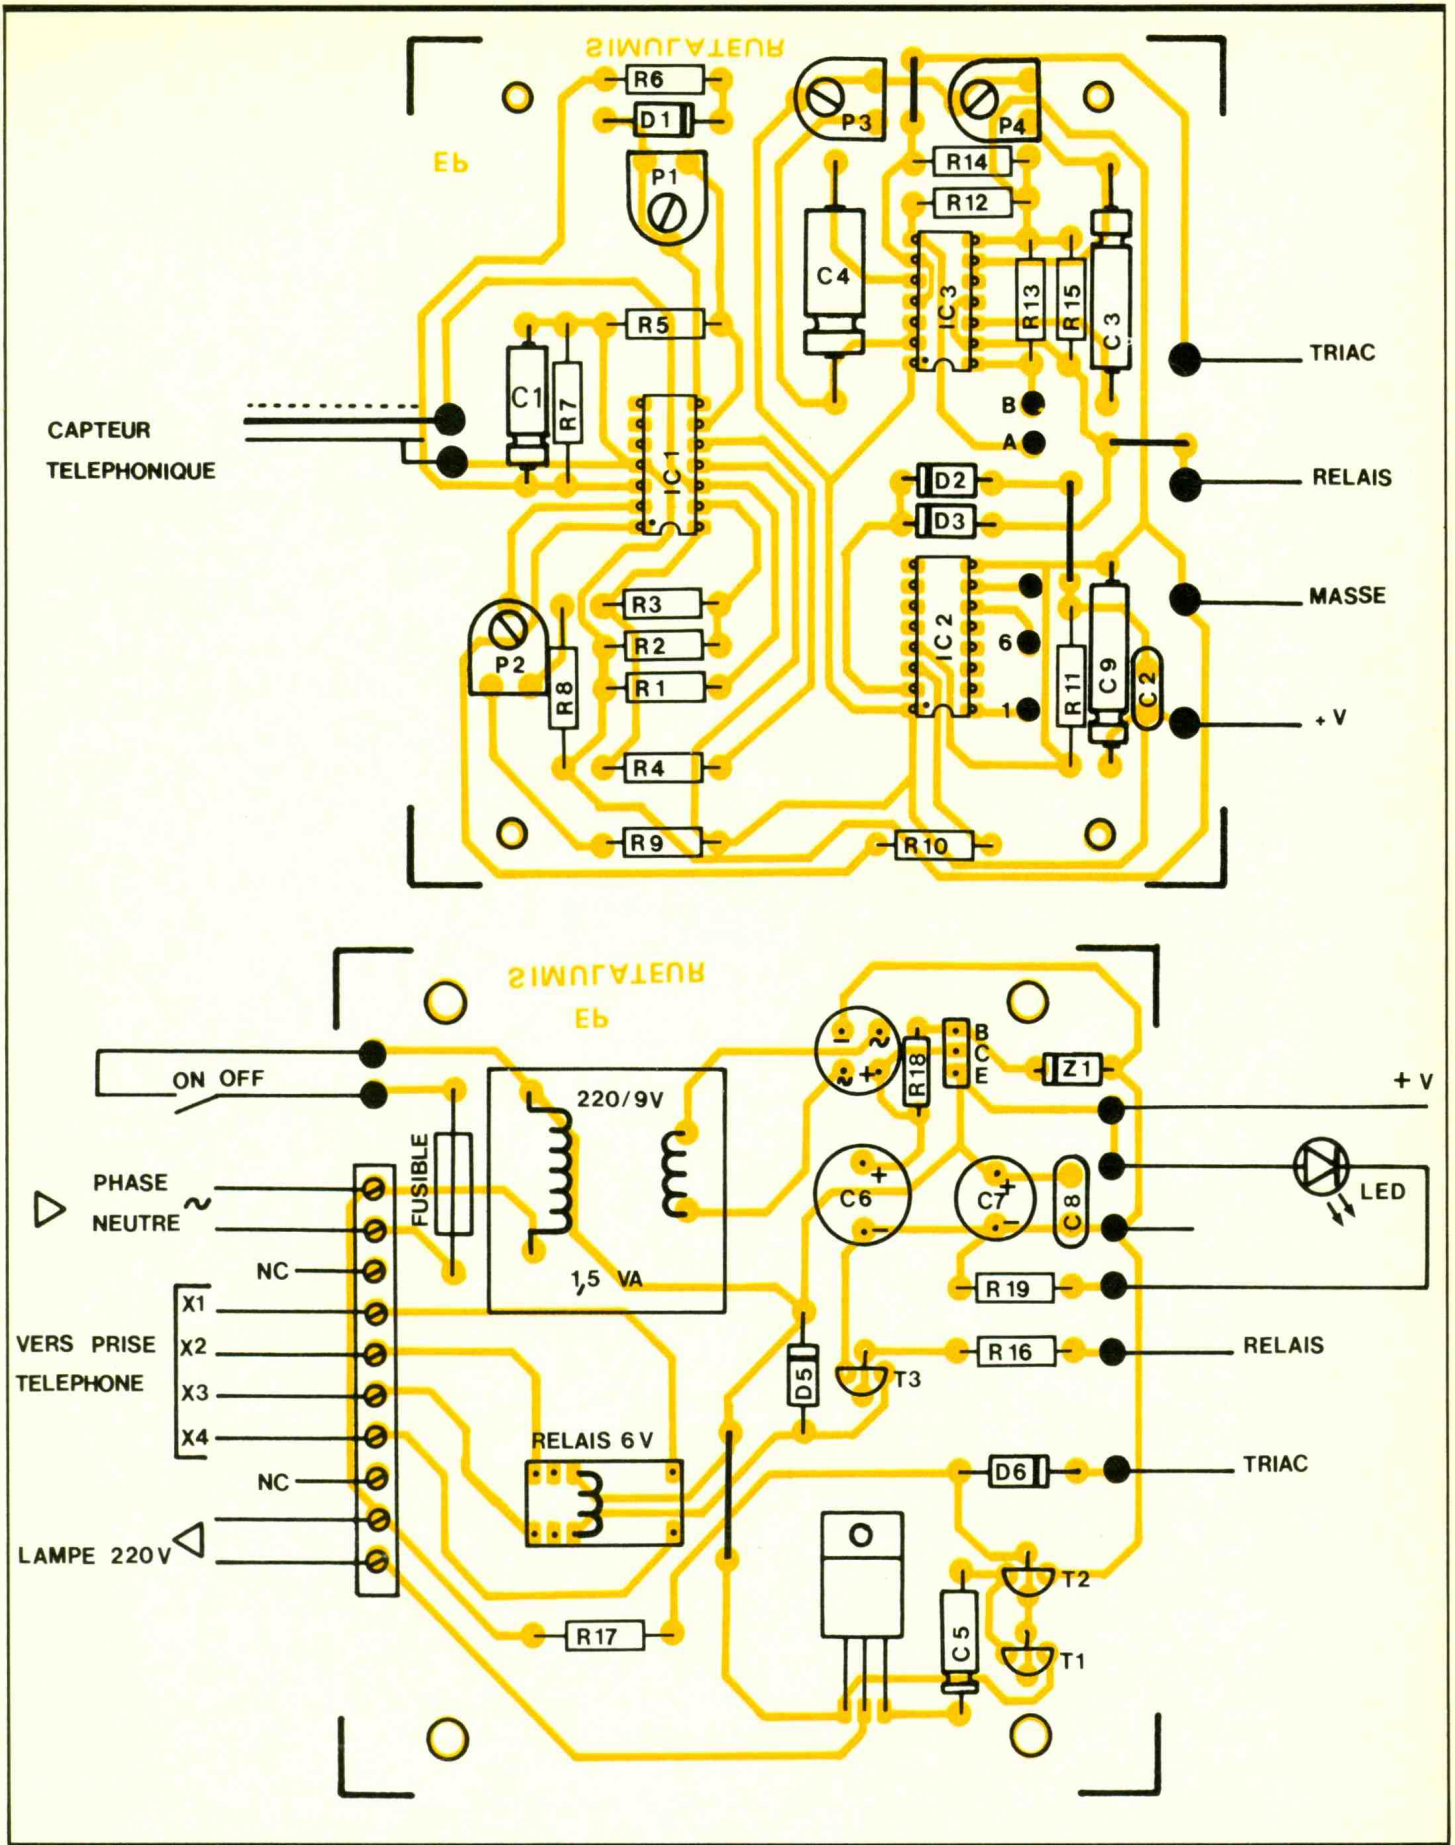 SIMULATEUR
EP
R6
D1
P1
P3
P4
R14
R12
C4
IC3
R13
R15
C3
TRIAC
R5
C1
R7
IC1
B
A
CAPTEUR
TELEPHONIQUE
D2
D3
RELAIS
R3
R2
R1
P2
R8
IC2
6
1
R11
C9
C2
MASSE
+ V
R4
R9
R10
SIMULATEUR
EP
ON OFF
220/9V
1,5 VA
FUSIBLE
~
~
+
R18
B
C
E
Z1
+ V
LED
PHASE
NEUTRE
~
C6
+
−
C7
+
−
C8
R19
NC
X1
X2
X3
X4
VERS PRISE
TELEPHONE
NC
LAMPE 220V
D5
T3
R16
RELAIS
RELAIS 6V
D6
TRIAC
R17
C5
T2
T1